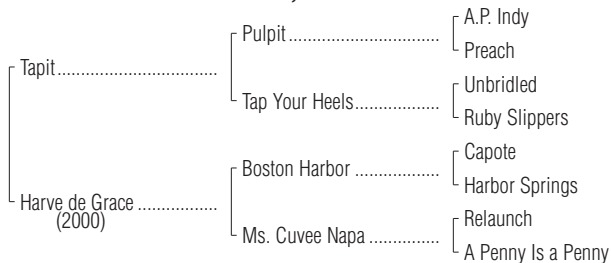 A.P. Indy
Pulpit
Preach
Tapit
Unbridled
Tap Your Heels
Ruby Slippers
Capote
Boston Harbor
Harbor Springs
Harve de Grace
(2000)
Relaunch
Ms. Cuvee Napa
A Penny Is a Penny